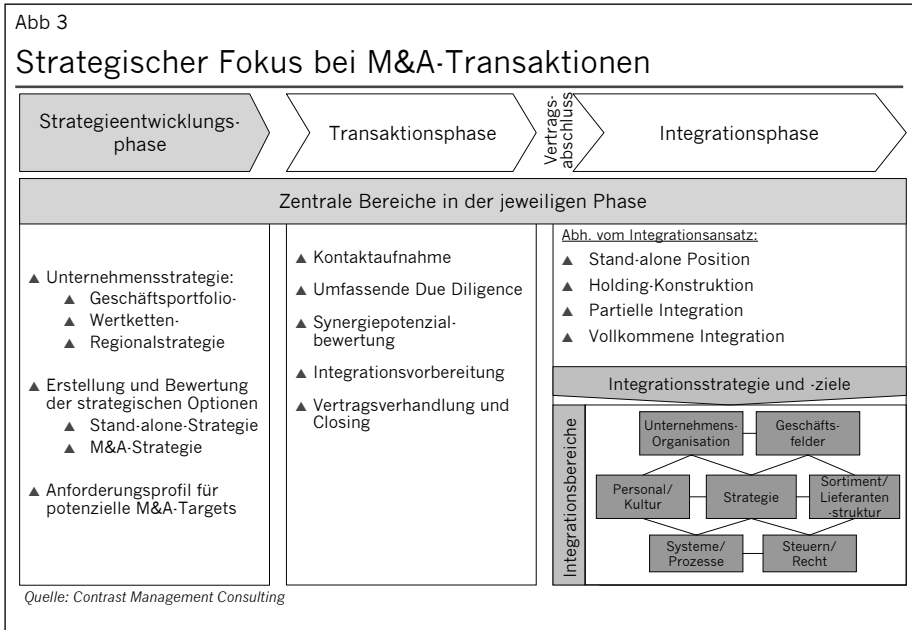 Abb 3
Strategischer Fokus bei M&A-Transaktionen
Strategieentwicklungs-
phase
Transaktionsphase
Vertrags-
abschluss
Integrationsphase
Zentrale Bereiche in der jeweiligen Phase
▲ Unternehmensstrategie:
▲ Geschäftsportfolio-
▲ Wertketten-
▲ Regionalstrategie
▲ Erstellung und Bewertung
der strategischen Optionen
▲ Stand-alone-Strategie
▲ M&A-Strategie
▲ Anforderungsprofil für
potenzielle M&A-Targets
▲ Kontaktaufnahme
▲ Umfassende Due Diligence
▲ Synergiepotenzial-
bewertung
▲ Integrationsvorbereitung
▲ Vertragsverhandlung und
Closing
Abh. vom Integrationsansatz:
▲ Stand-alone Position
▲ Holding-Konstruktion
▲ Partielle Integration
▲ Vollkommene Integration
Integrationsstrategie und -ziele
Integrationsbereiche
Unternehmens-
Organisation
Geschäfts-
felder
Personal/
Kultur
Strategie
Sortiment/
Lieferanten
-struktur
Systeme/
Prozesse
Steuern/
Recht
Quelle: Contrast Management Consulting